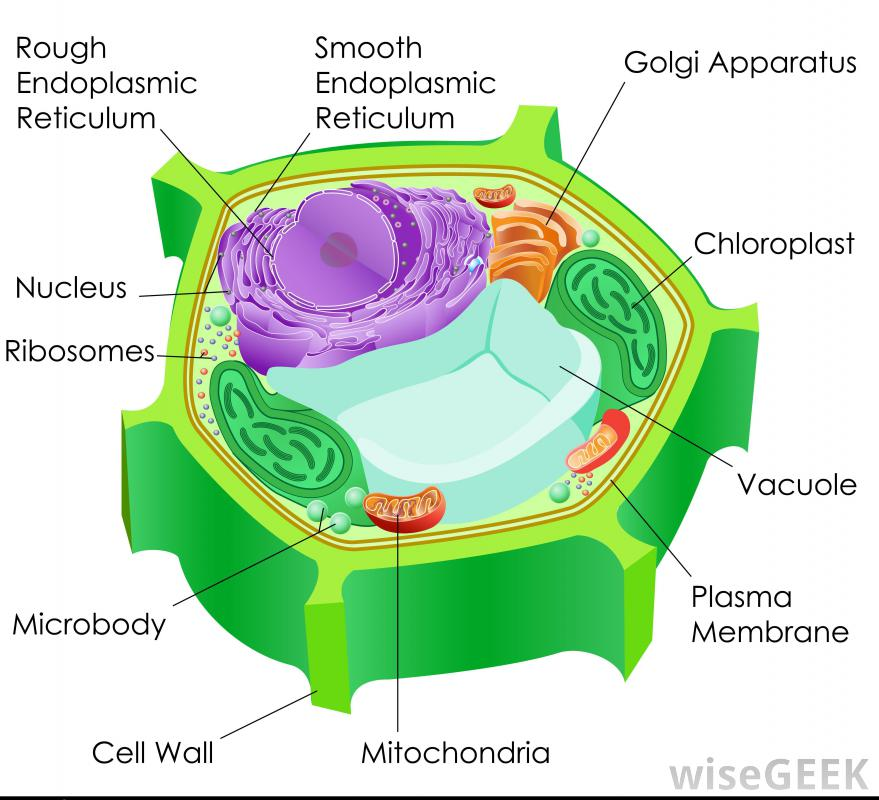 Rough
Endoplasmic
Reticulum
Smooth
Endoplasmic
Reticulum
Golgi Apparatus
Chloroplast
Nucleus
Ribosomes
Vacuole
Plasma
Membrane
Microbody
Cell Wall
Mitochondria
wiseGEEK